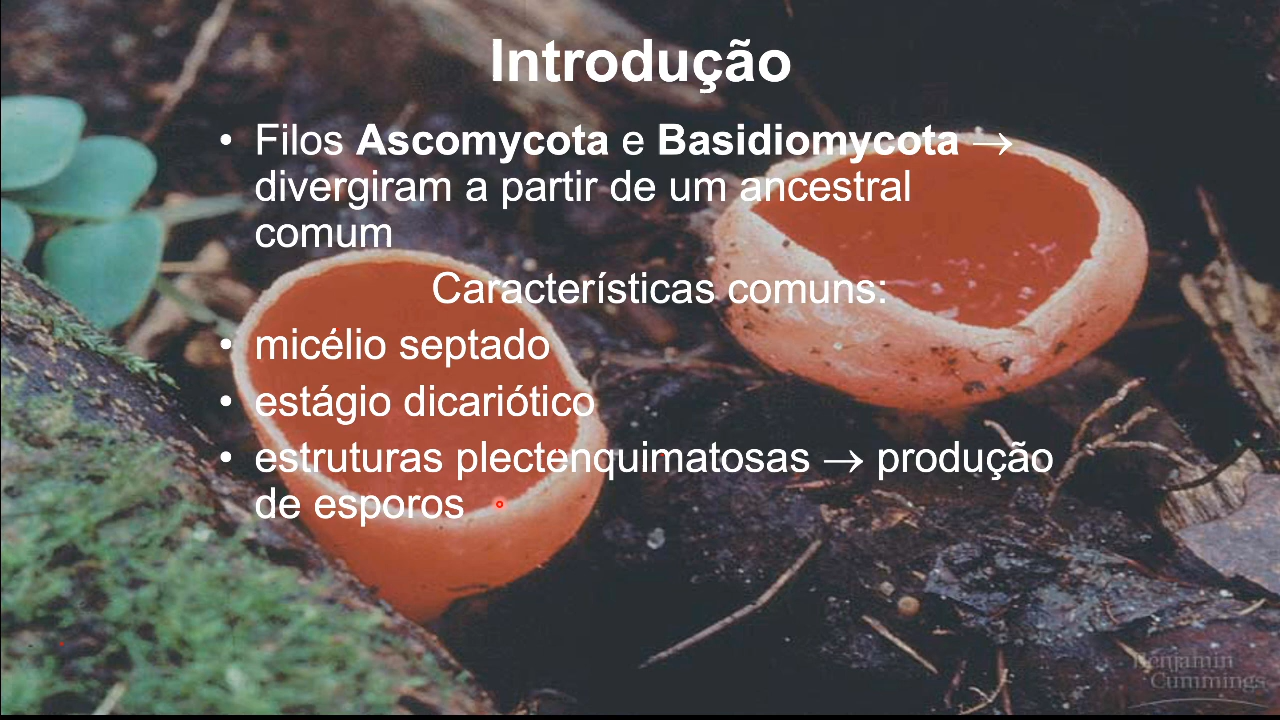 Introdução
• Filos Ascomycota e Basidiomycota →
divergiram a partir de um ancestral
comum
Características comuns:
• micélio septado
• estágio dicariótico
• estruturas plectenquimatosas → produção
de esporos
Benjamin
Cummings